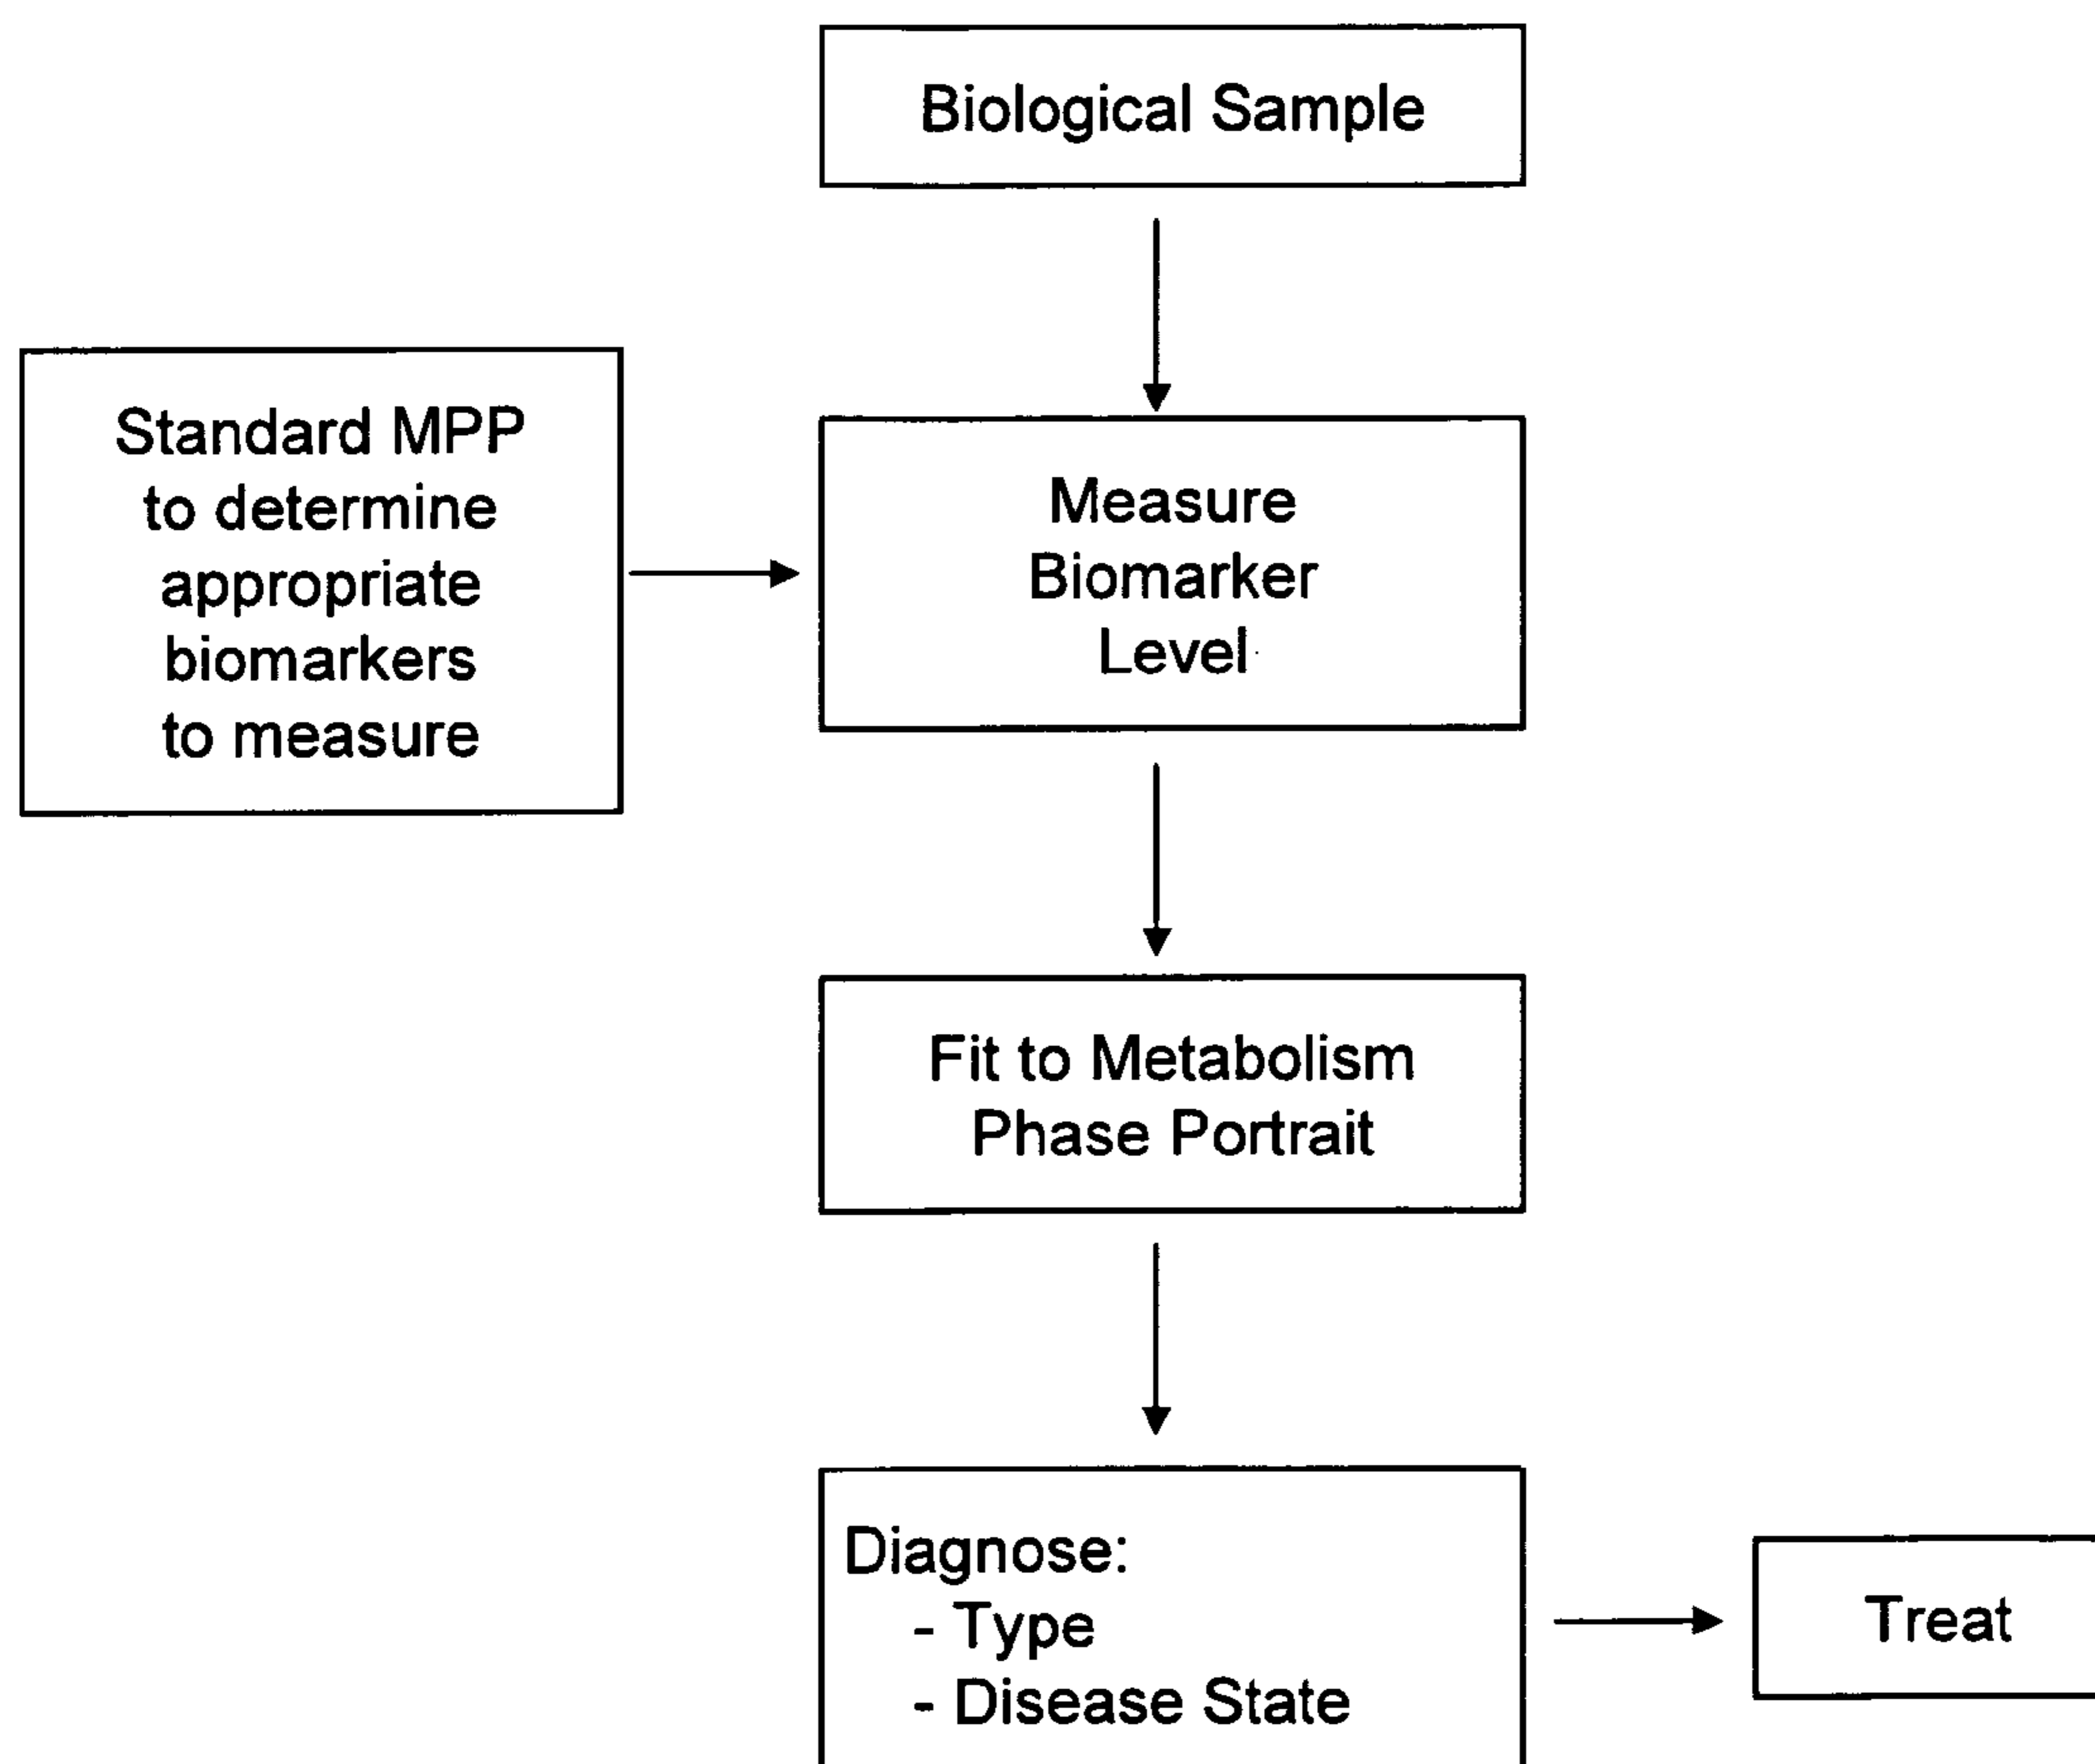 Biological Sample
Standard MPP
to determine
appropriate
biomarkers
to measure
Measure
Biomarker
Level
Fit to Metabolism
Phase Portrait
Diagnose:
- Type
- Disease State
Treat